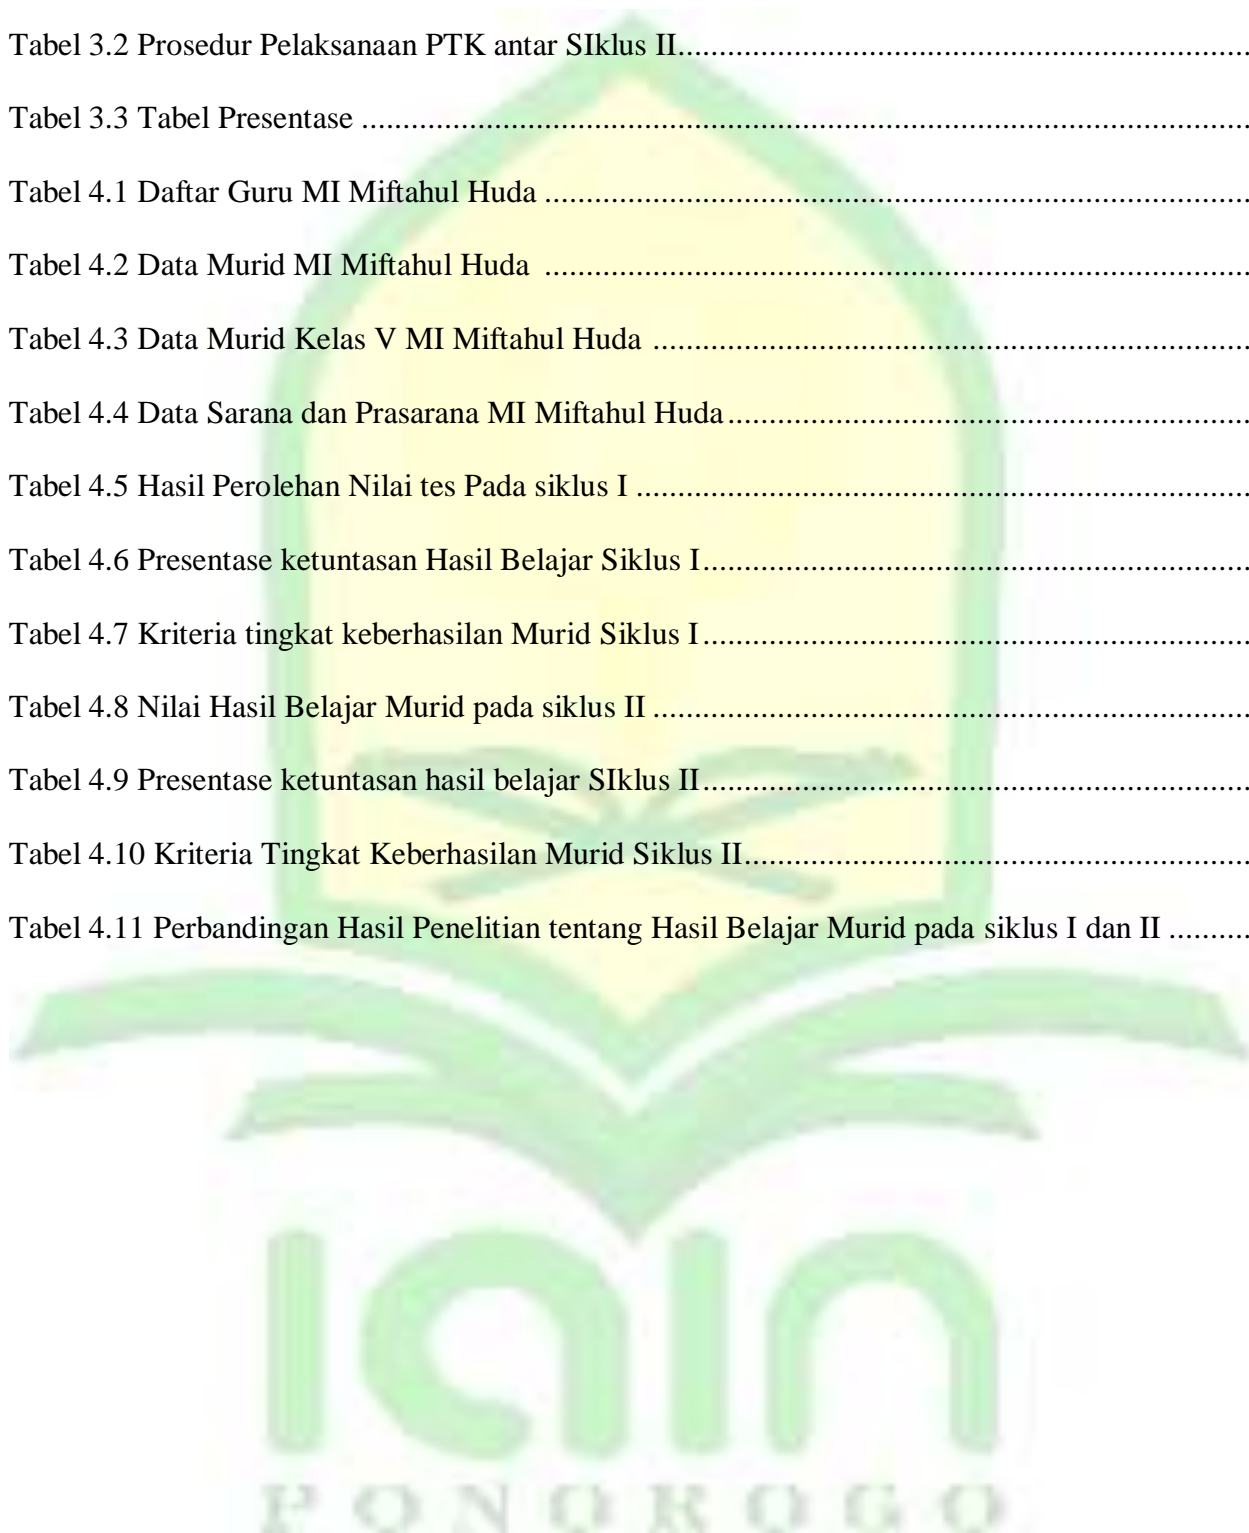 Tabel 3.2 Prosedur Pelaksanaan PTK antar SIklus II......................................................................
Tabel 3.3 Tabel Presentase ......................................................................
Tabel 4.1 Daftar Guru MI Miftahul Huda ......................................................................
Tabel 4.2 Data Murid MI Miftahul Huda ......................................................................
Tabel 4.3 Data Murid Kelas V MI Miftahul Huda ......................................................................
Tabel 4.4 Data Sarana dan Prasarana MI Miftahul Huda......................................................................
Tabel 4.5 Hasil Perolehan Nilai tes Pada siklus I ......................................................................
Tabel 4.6 Presentase ketuntasan Hasil Belajar Siklus I......................................................................
Tabel 4.7 Kriteria tingkat keberhasilan Murid Siklus I......................................................................
Tabel 4.8 Nilai Hasil Belajar Murid pada siklus II ......................................................................
Tabel 4.9 Presentase ketuntasan hasil belajar SIklus II......................................................................
Tabel 4.10 Kriteria Tingkat Keberhasilan Murid Siklus II......................................................................
Tabel 4.11 Perbandingan Hasil Penelitian tentang Hasil Belajar Murid pada siklus I dan II ..........
iain
PONOROGO